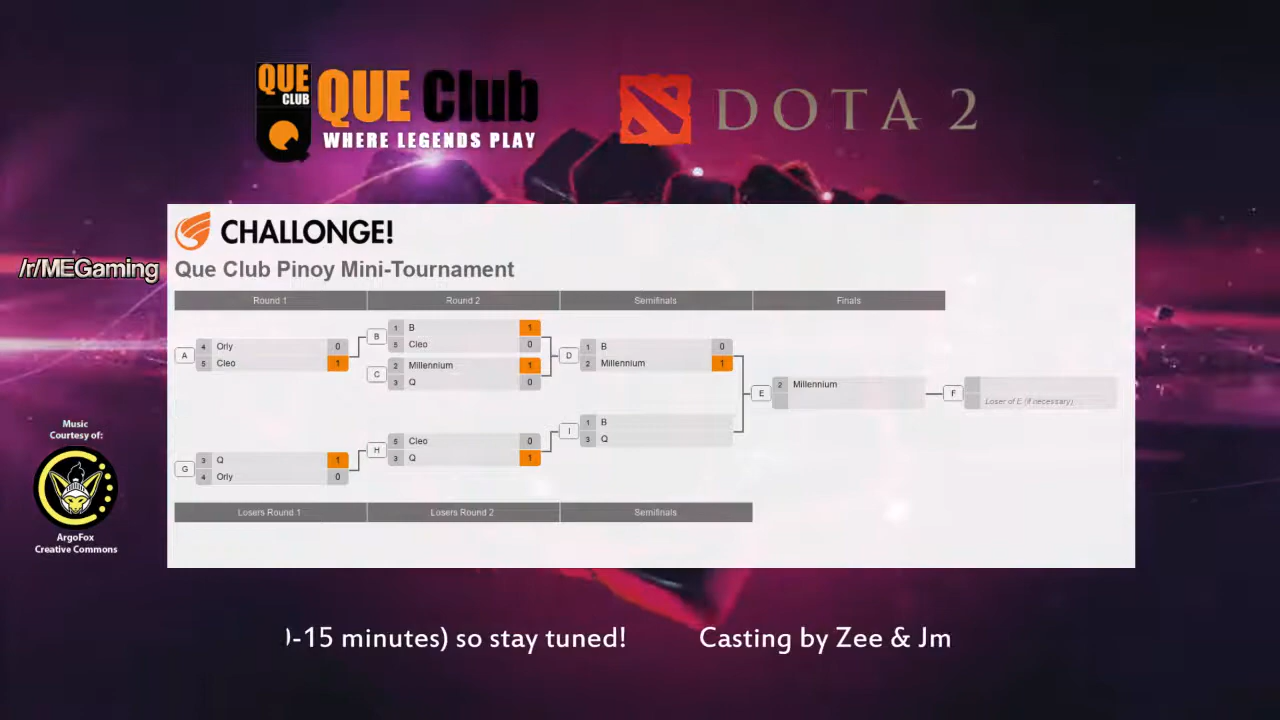 QUE
CLUB
QUE Club
WHERE LEGENDS PLAY
DOTA 2
CHALLONGE!
/r/MEGaming
Que Club Pinoy Mini-Tournament
Round 1 Round 2 Semifinals Finals
A
4 Orly 0
5 Cleo 1
B
1 B 1
5 Cleo 0
C
2 Millennium 1
3 Q 0
D
1 B 0
2 Millennium 1
E
2 Millennium
F
Loser of E (if necessary)
G
3 Q 1
4 Orly 0
H
5 Cleo 0
3 Q 1
I
1 B
3 Q
Losers Round 1 Losers Round 2 Semifinals
Music
Courtesy of:
ArgoFox
Creative Commons
-15 minutes) so stay tuned! Casting by Zee & Jm